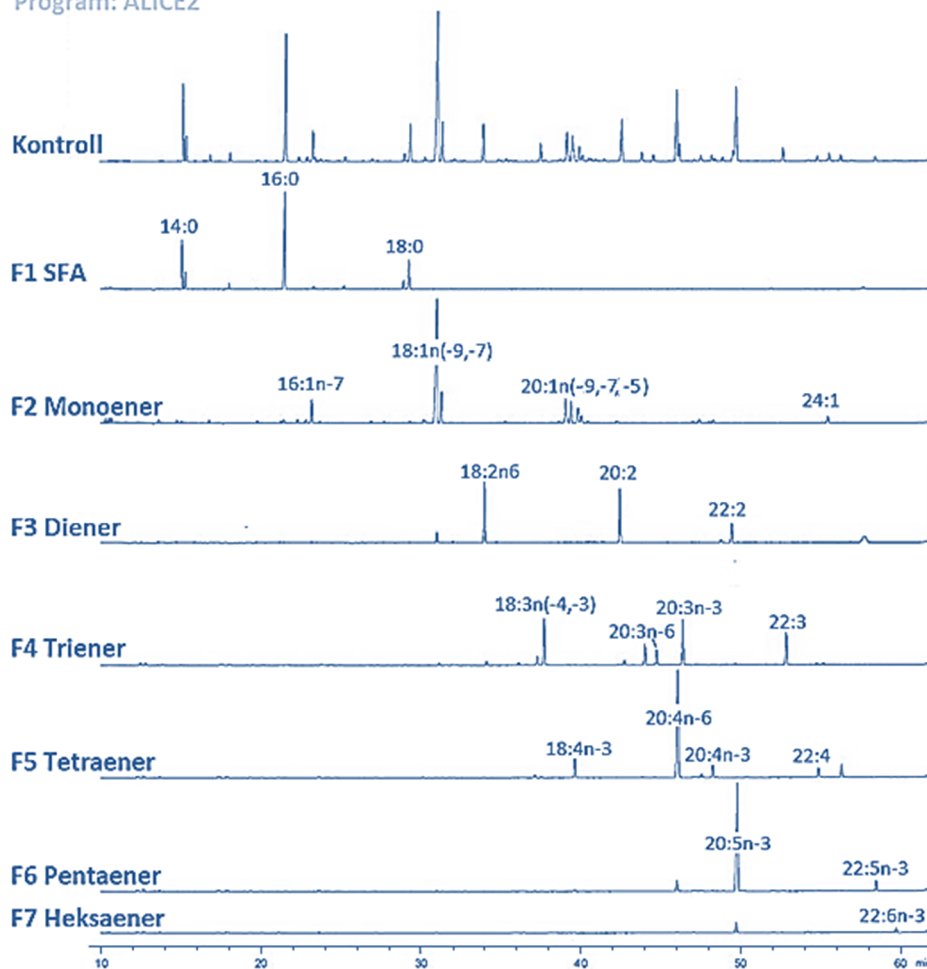 Program: ALICE2
Kontroll
16:0
14:0
18:0
F1 SFA
18:1n(-9,-7)
16:1n-7
20:1n(-9,-7,-5)
24:1
F2 Monoener
18:2n6
20:2
22:2
F3 Diener
18:3n(-4,-3)
20:3n-3
20:3n-6
22:3
F4 Triener
20:4n-6
18:4n-3
20:4n-3
22:4
F5 Tetraener
20:5n-3
22:5n-3
F6 Pentaener
22:6n-3
F7 Heksaener
10 20 30 40 50 60